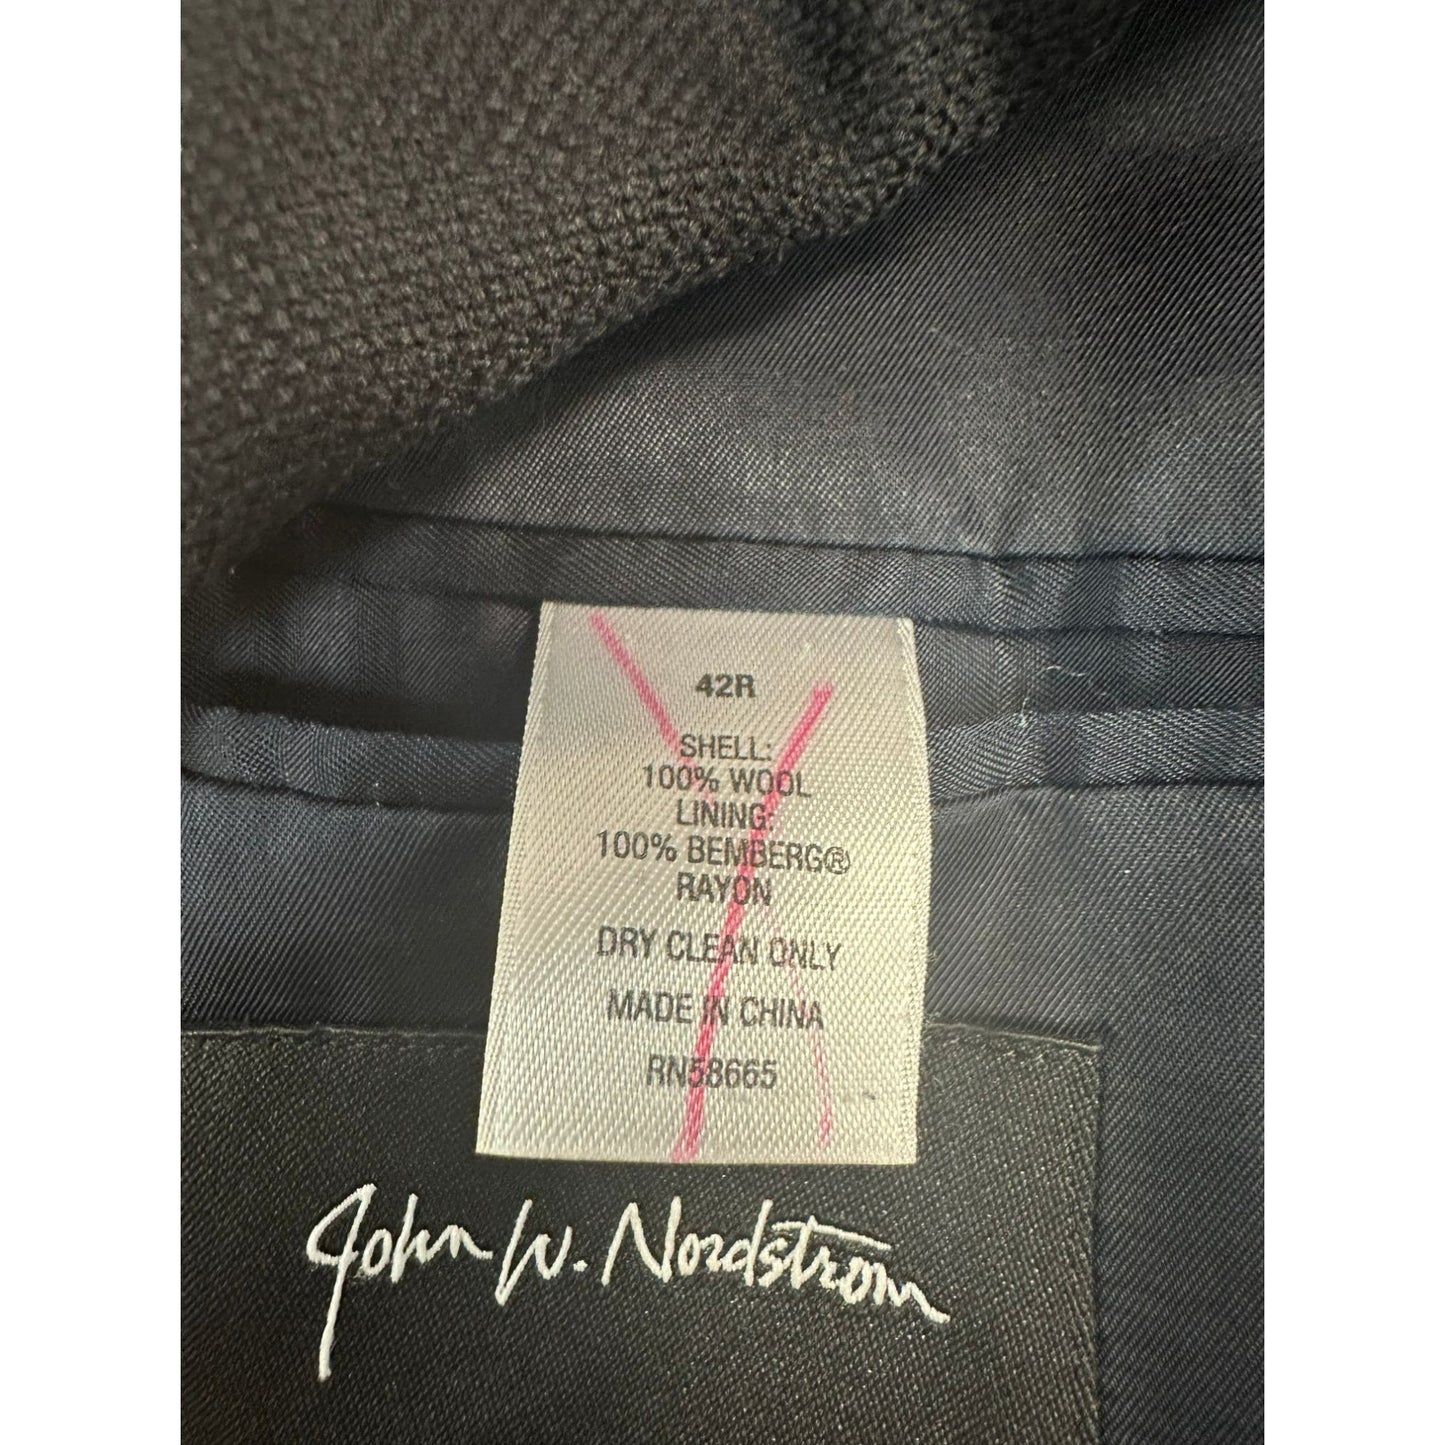 42R
SHELL:
100% WOOL
LINING:
100% BEMBERG®
RAYON
DRY CLEAN ONLY
MADE IN CHINA
RN58665
John W. Nordstrom